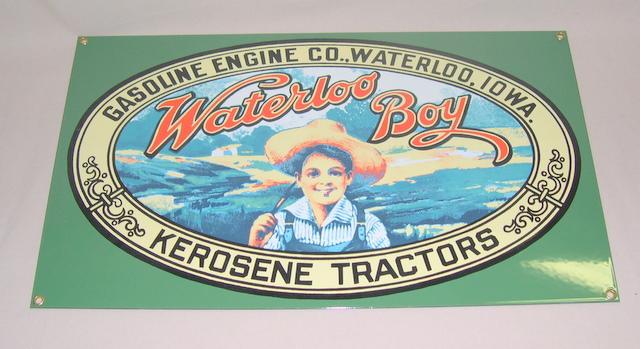 GASOLINE ENGINE CO., WATERLOO, IOWA.
Waterloo Boy
KEROSENE TRACTORS